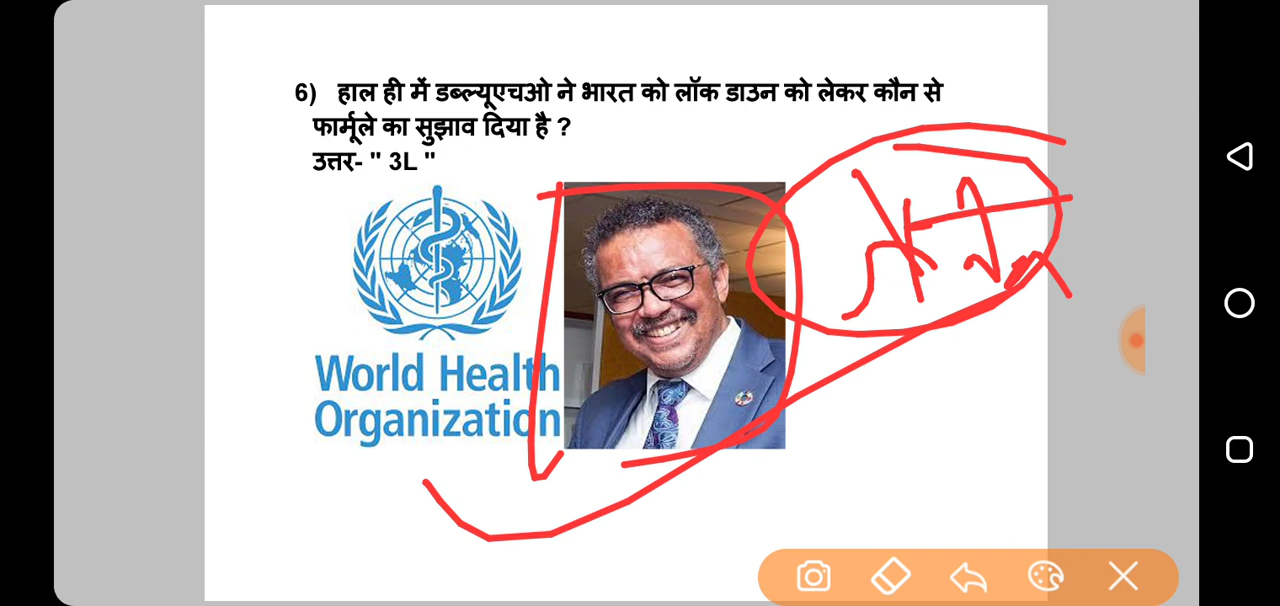 6) हाल ही में डब्ल्यूएचओ ने भारत को लॉक डाउन को लेकर कौन से
फार्मूले का सुझाव दिया है ?
उत्तर- " 3L "
World Health
Organization